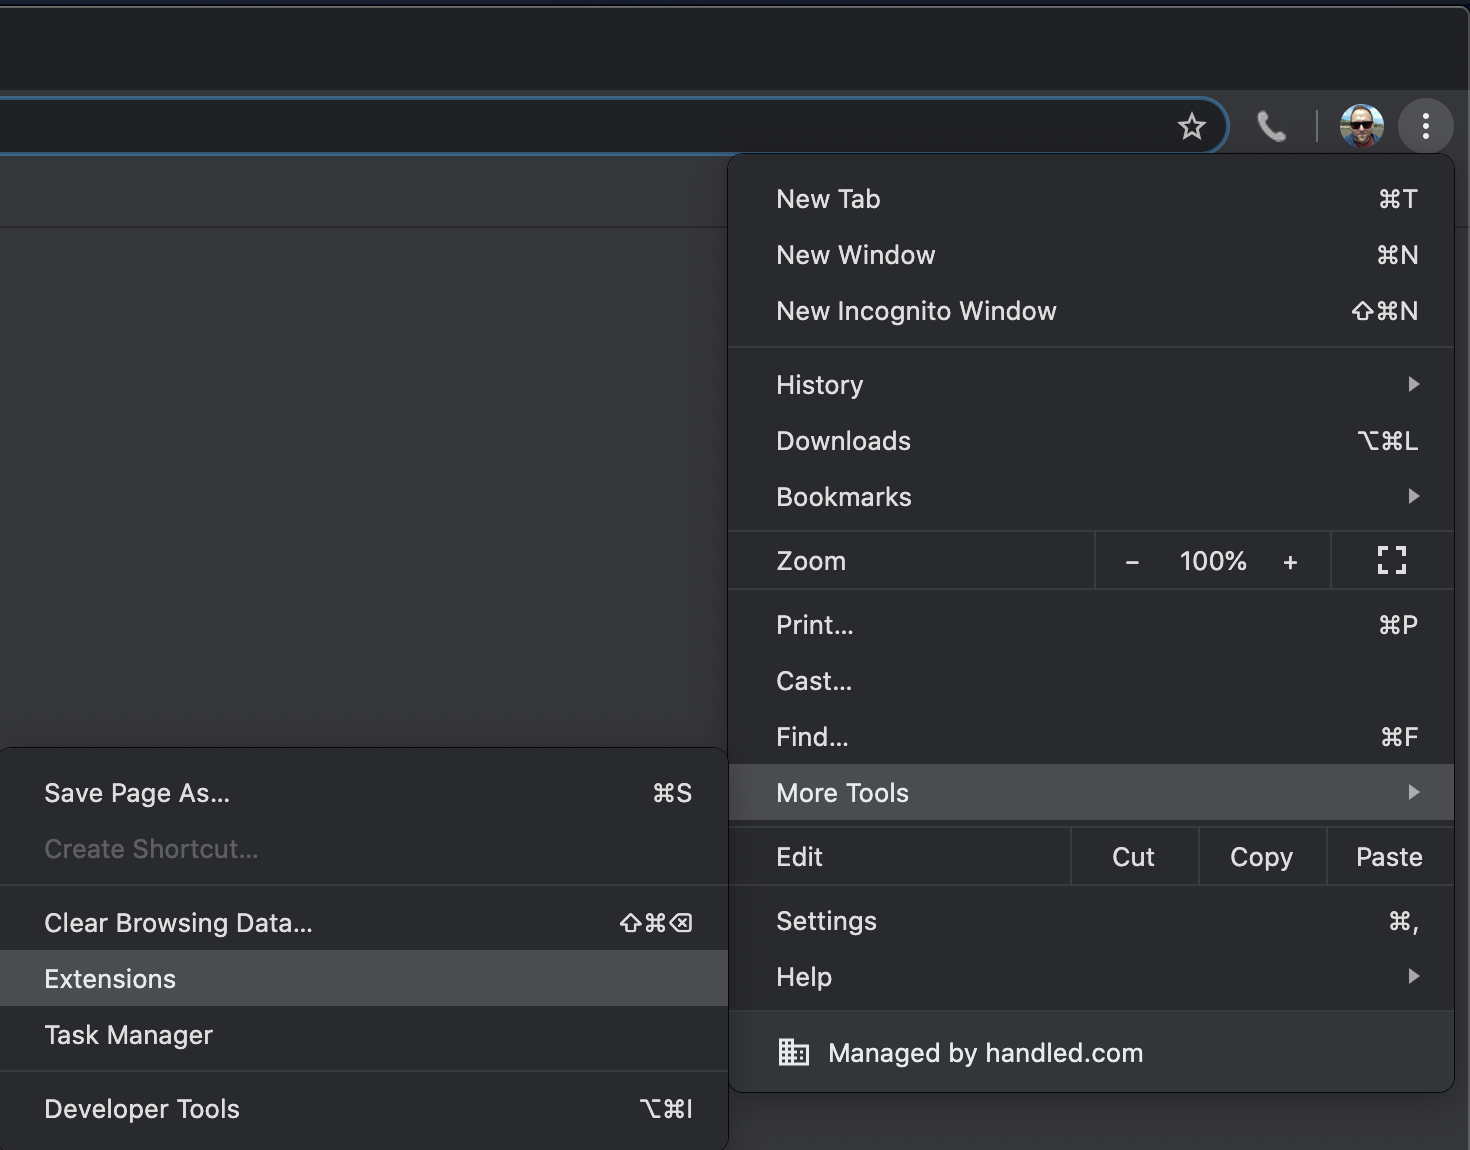 New Tab ⌘T
New Window ⌘N
New Incognito Window ⇧⌘N
History
Downloads ⌥⌘L
Bookmarks
Zoom − 100% +
Print... ⌘P
Cast...
Find... ⌘F
More Tools
Edit Cut Copy Paste
Settings ⌘,
Help
Managed by handled.com
Save Page As... ⌘S
Create Shortcut...
Clear Browsing Data... ⇧⌘⌫
Extensions
Task Manager
Developer Tools ⌥⌘I